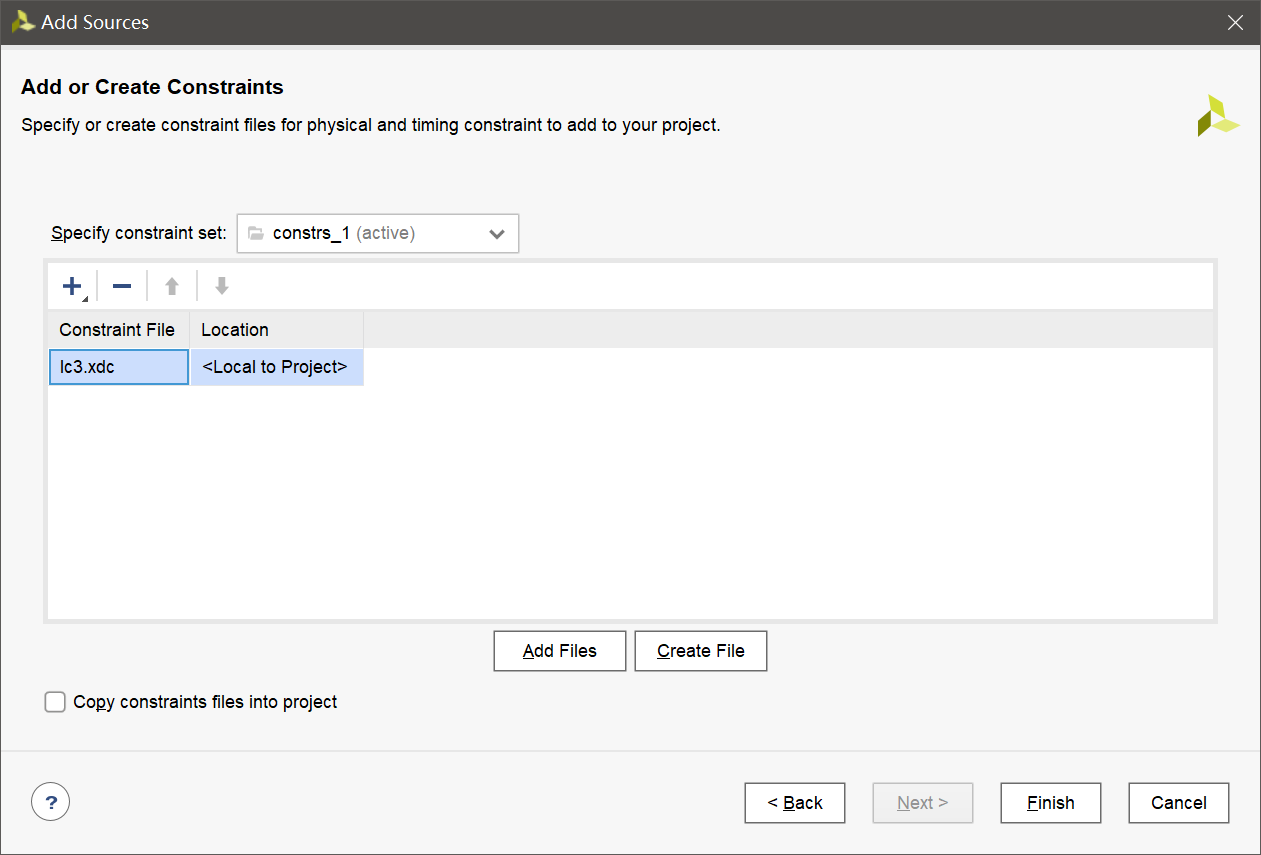 Add Sources
Add or Create Constraints
Specify or create constraint files for physical and timing constraint to add to your project.
Specify constraint set: constrs_1 (active)
Constraint File Location
lc3.xdc <Local to Project>
Add Files Create File
Copy constraints files into project
? < Back Next > Finish Cancel